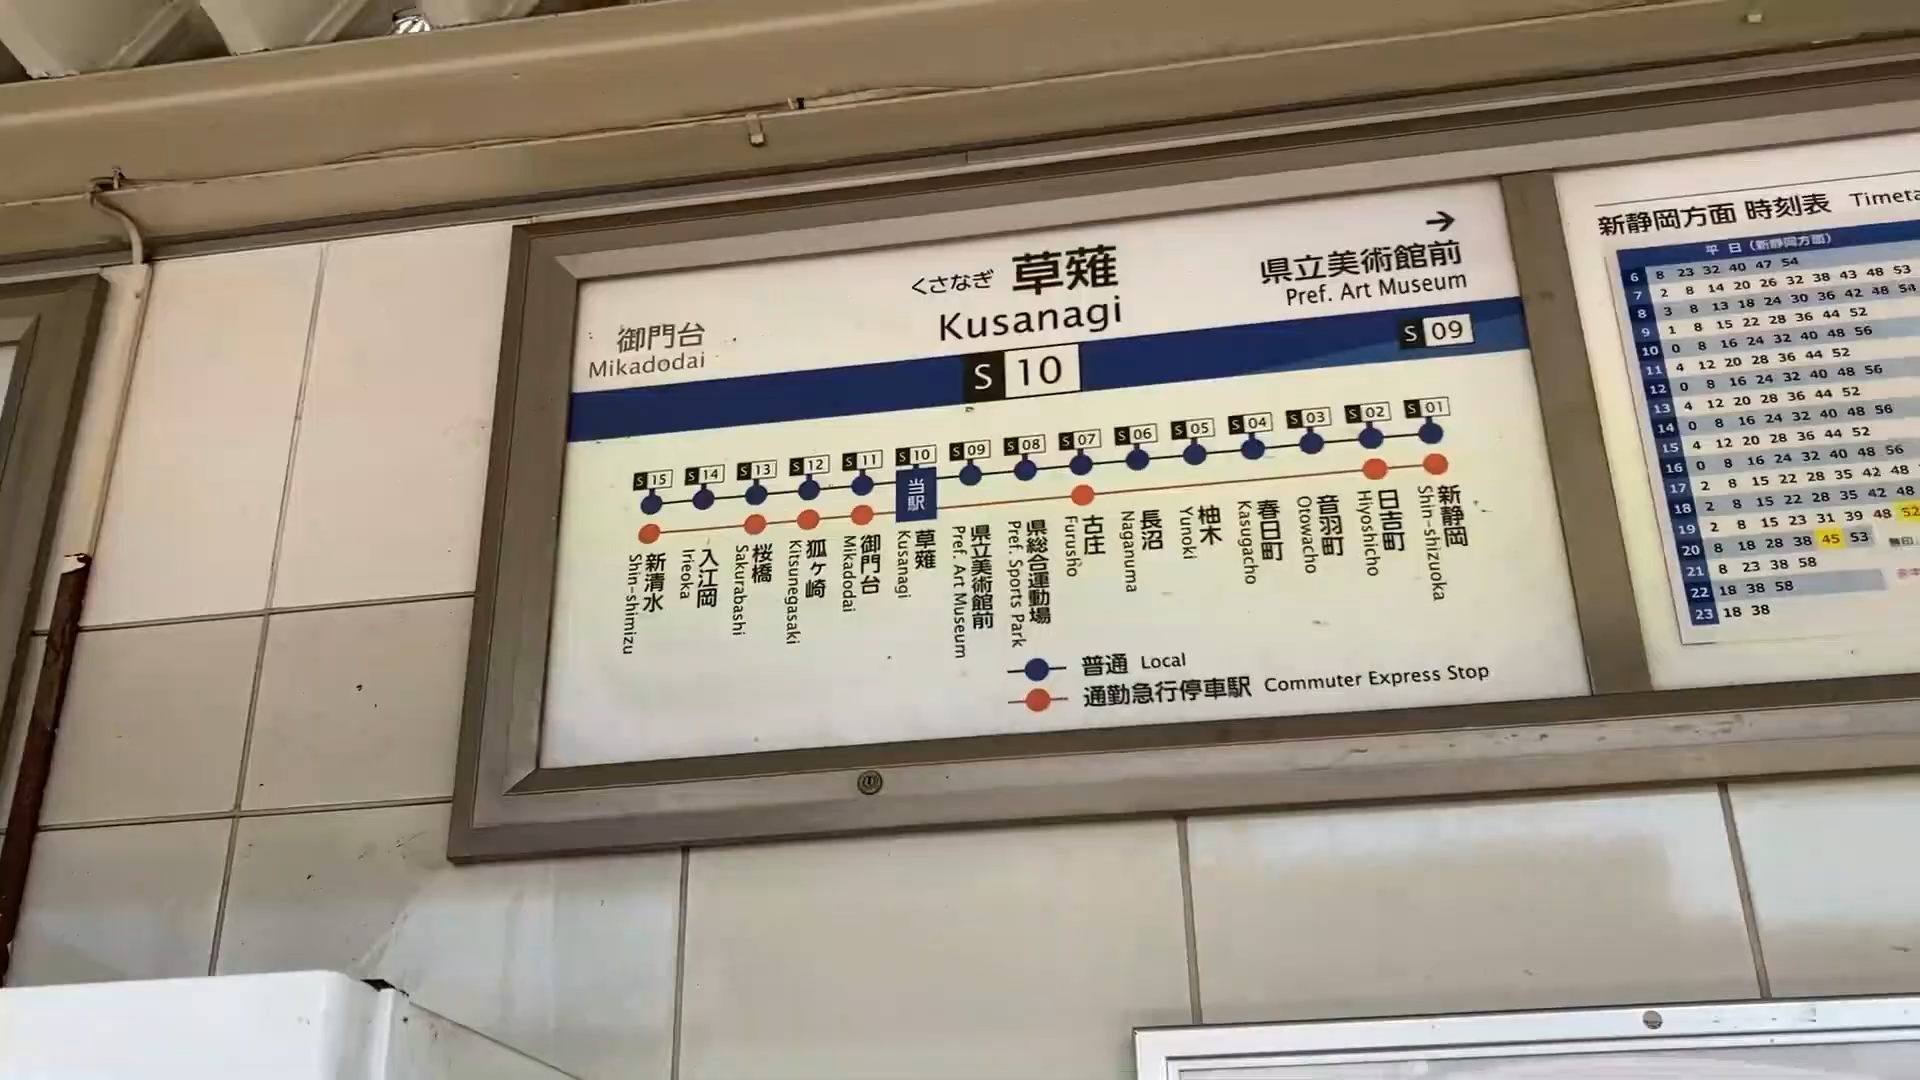 くさなぎ 草薙
Kusanagi
御門台
Mikadodai
→
県立美術館前
Pref. Art Museum
S 10
S 09
S 15 S 14 S 13 S 12 S 11 S 10 S 09 S 08 S 07 S 06 S 05 S 04 S 03 S 02 S 01
当駅
新清水 Shin-shimizu
入江岡 Irieoka
桜橋 Sakurabashi
狐ヶ崎 Kitsunegasaki
御門台 Mikadodai
草薙 Kusanagi
県立美術館前 Pref. Art Museum
県総合運動場 Pref. Sports Park
古庄 Furusho
長沼 Naganuma
柚木 Yunoki
春日町 Kasugacho
音羽町 Otowacho
日吉町 Hiyoshicho
新静岡 Shin-shizuoka
普通 Local
通勤急行停車駅 Commuter Express Stop
新静岡方面 時刻表 Timeta
平日（新静岡方面）
6 8 23 32 40 47 54
7 2 8 14 20 26 32 38 43 48 53
8 3 8 13 18 24 30 36 42 48 54
9 1 8 15 22 28 36 44 52
10 0 8 16 24 32 40 48 56
11 4 12 20 28 36 44 52
12 0 8 16 24 32 40 48 56
13 4 12 20 28 36 44 52
14 0 8 16 24 32 40 48 56
15 4 12 20 28 36 44 52
16 0 8 16 24 32 40 48 56
17 2 8 15 22 28 35 42 48
18 2 8 15 22 28 35 42 48
19 2 8 15 23 31 39 48 52
20 8 18 28 38 45 53
21 8 23 38 58
22 18 38 58
23 18 38